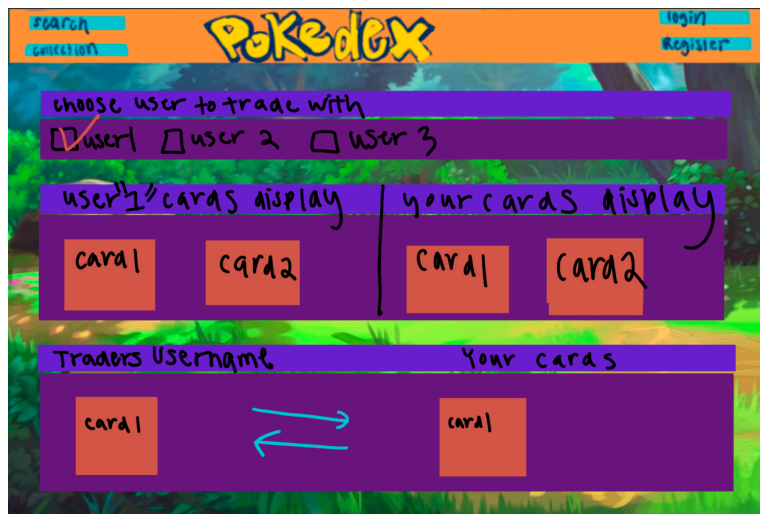 search
collection
PoKedex
login
Register
choose user to trade with
user1 user 2 user 3
user "1" cards display
your cards display
card1
card2
card1
card2
Traders Username
Your cards
card1
card1